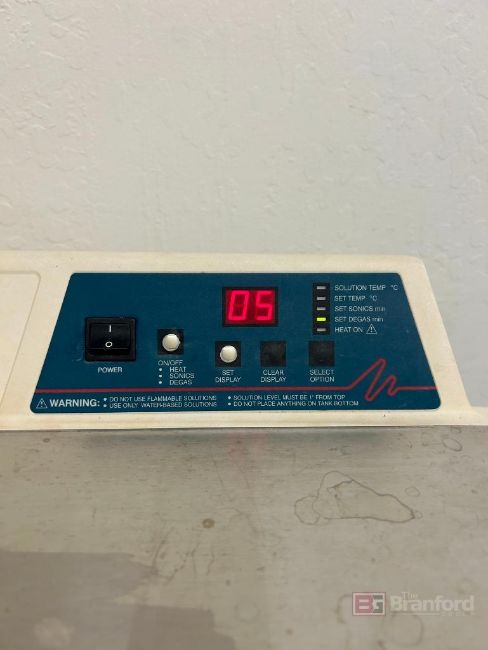 05
SOLUTION TEMP °C
SET TEMP °C
SET SONICS min
SET DEGAS min
HEAT ON
I
O
POWER
ON/OFF
• HEAT
• SONICS
• DEGAS
SET
DISPLAY
CLEAR
DISPLAY
SELECT
OPTION
WARNING:
• DO NOT USE FLAMMABLE SOLUTIONS
• USE ONLY WATER-BASED SOLUTIONS
• SOLUTION LEVEL MUST BE 1" FROM TOP
• DO NOT PLACE ANYTHING ON TANK BOTTOM
BG The
Branford